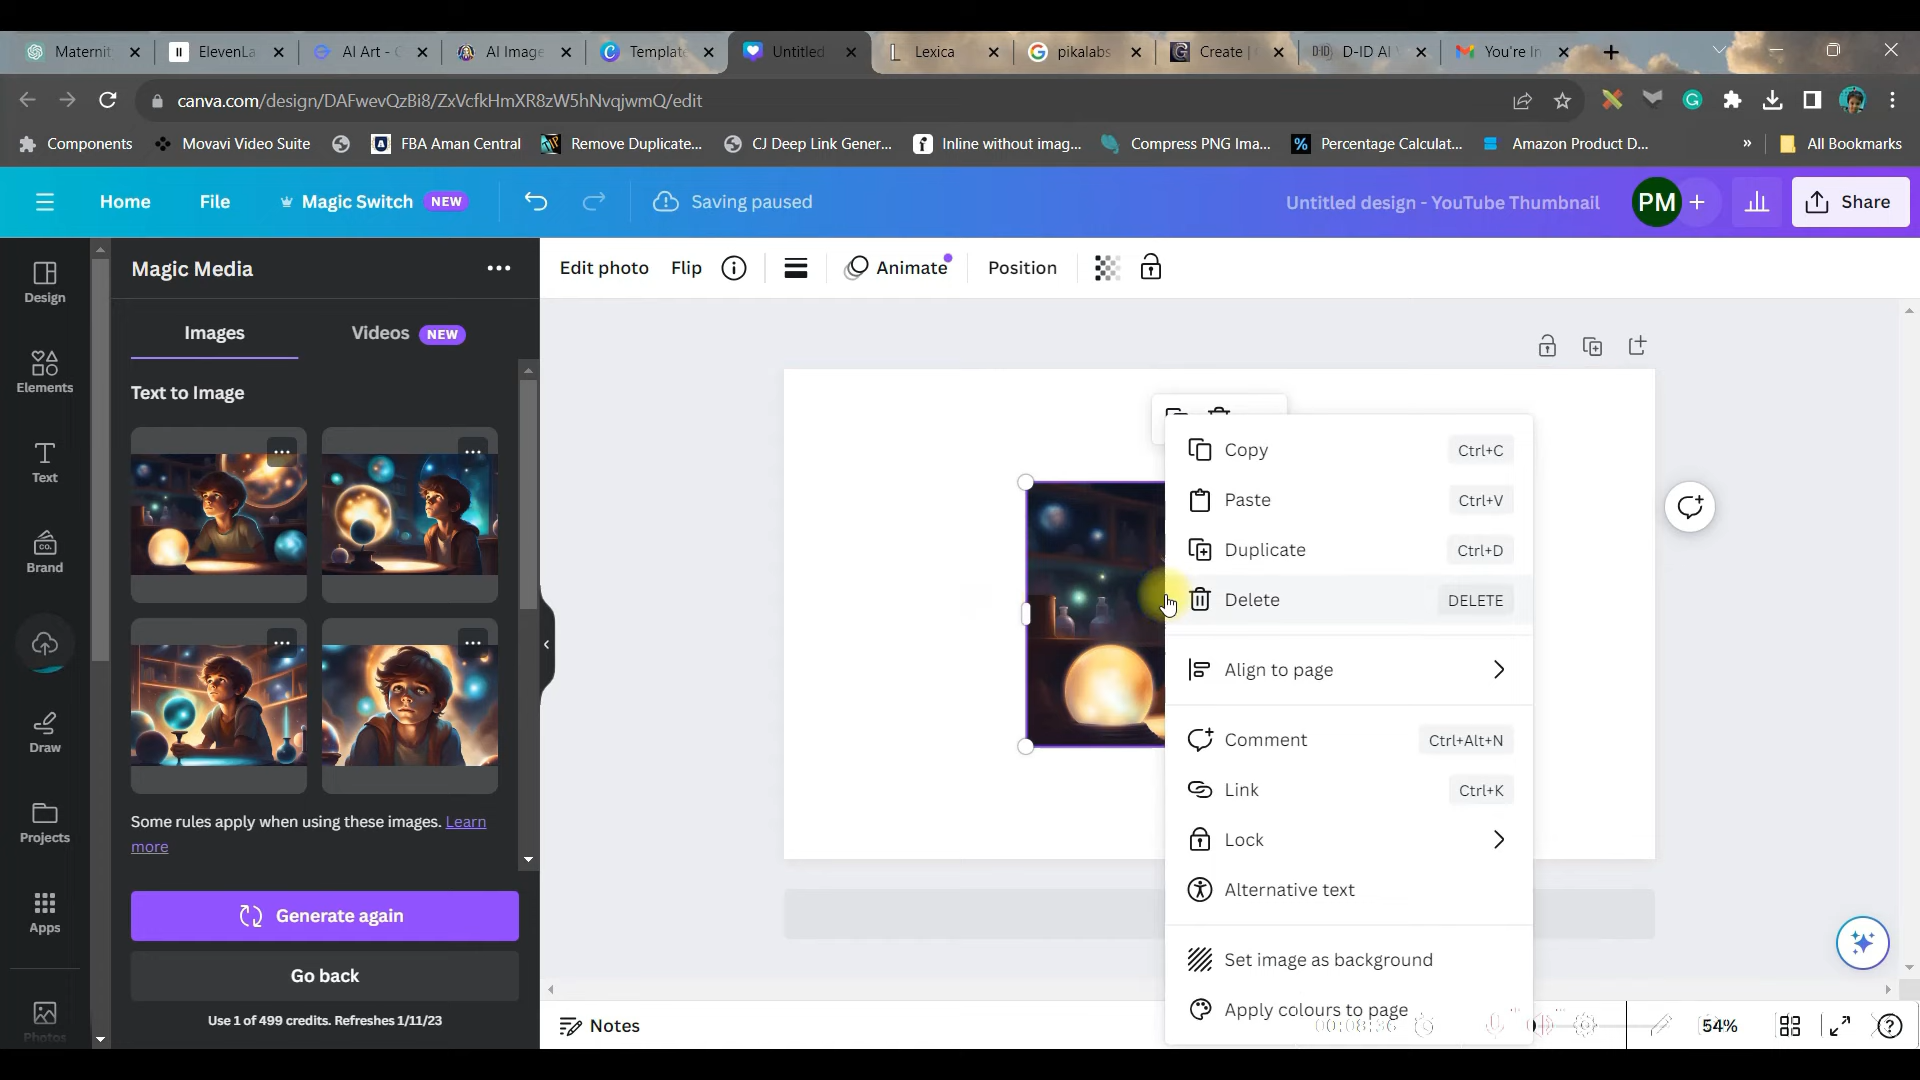 Maternit
ElevenLa
AI Art - C
AI Image
Template
Untitled
Lexica
pikalabs
Create |
D-ID AI
You're In
canva.com/design/DAFwevQzBi8/ZxVcfkHmXR8zW5hNvqjwmQ/edit
Components
Movavi Video Suite
FBA Aman Central
Remove Duplicate...
CJ Deep Link Gener...
Inline without imag...
Compress PNG Ima...
Percentage Calculat...
Amazon Product D...
»
All Bookmarks
Home
File
Magic Switch NEW
Saving paused
Untitled design - YouTube Thumbnail
PM
Share
Design
Elements
Text
Brand
Draw
Projects
Apps
Photos
Magic Media
Images
Videos NEW
Text to Image
Some rules apply when using these images. Learn
more
Generate again
Go back
Use 1 of 499 credits. Refreshes 1/11/23
Edit photo
Flip
Animate
Position
Copy Ctrl+C
Paste Ctrl+V
Duplicate Ctrl+D
Delete DELETE
Align to page
Comment Ctrl+Alt+N
Link Ctrl+K
Lock
Alternative text
Set image as background
Apply colours to page
Notes
00:08:36
54%